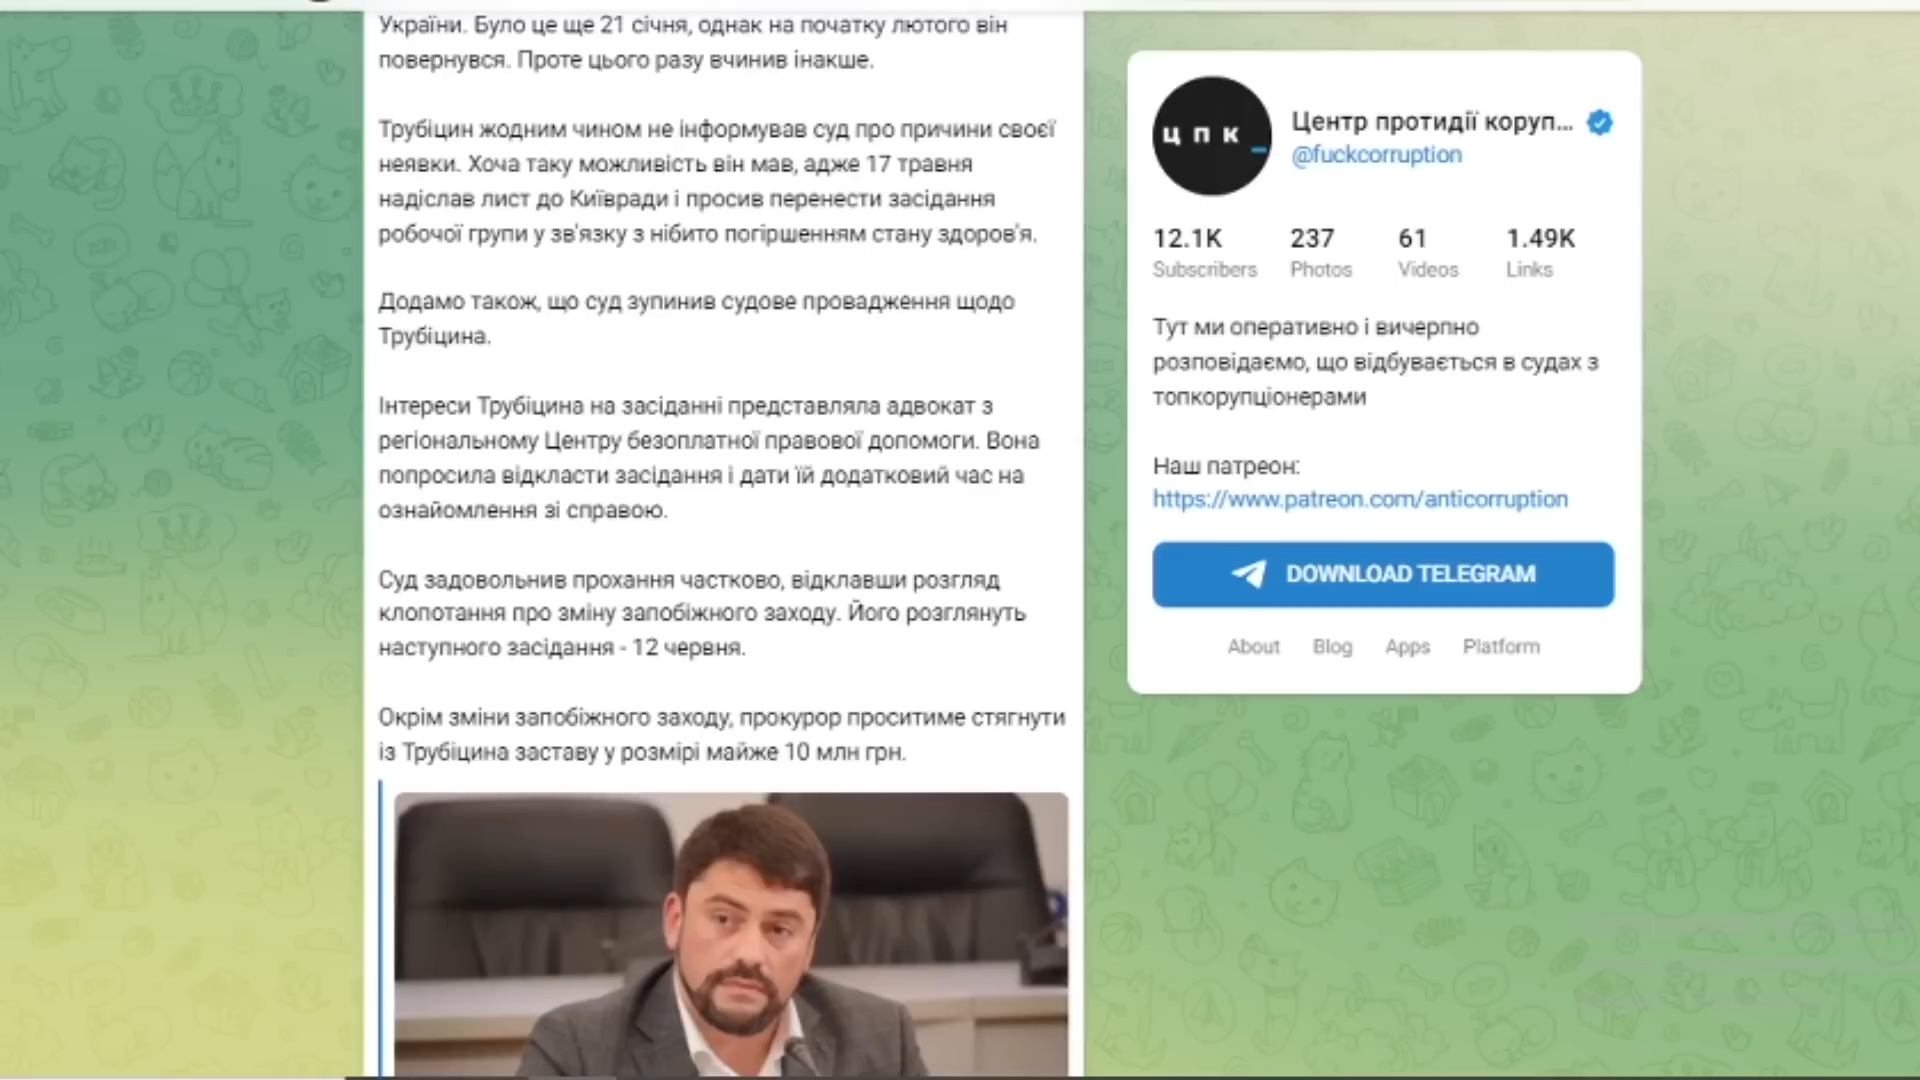 України. Було це ще 21 січня, однак на початку лютого він
повернувся. Проте цього разу вчинив інакше.
Трубіцин жодним чином не інформував суд про причини своєї
неявки. Хоча таку можливість він мав, адже 17 травня
надіслав лист до Київради і просив перенести засідання
робочої групи у зв'язку з нібито погіршенням стану здоров'я.
Додамо також, що суд зупинив судове провадження щодо
Трубіцина.
Інтереси Трубіцина на засіданні представляла адвокат з
регіональному Центру безоплатної правової допомоги. Вона
попросила відкласти засідання і дати їй додатковий час на
ознайомлення зі справою.
Суд задовольнив прохання частково, відклавши розгляд
клопотання про зміну запобіжного заходу. Його розглянуть
наступного засідання - 12 червня.
Окрім зміни запобіжного заходу, прокурор проситиме стягнути
із Трубіцина заставу у розмірі майже 10 млн грн.
ЦПК_
Центр протидії коруп...
@fuckcorruption
12.1K 237 61 1.49K
Subscribers Photos Videos Links
Тут ми оперативно і вичерпно
розповідаємо, що відбувається в судах з
топкорупціонерами
Наш патреон:
https://www.patreon.com/anticorruption
DOWNLOAD TELEGRAM
About Blog Apps Platform